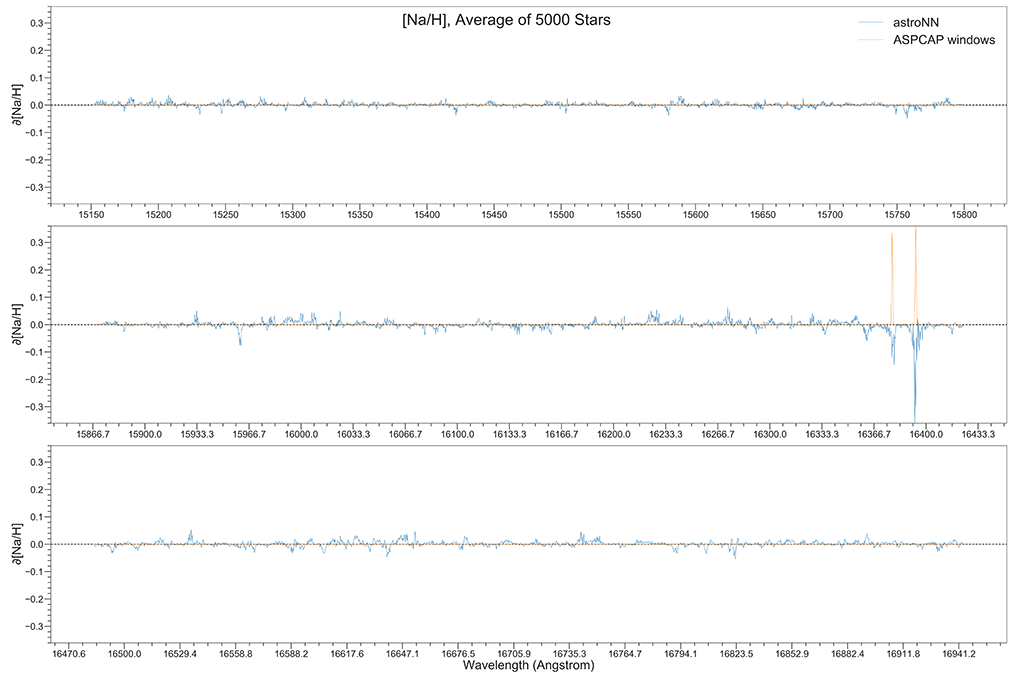 [Na/H], Average of 5000 Stars
astroNN
ASPCAP windows
∂[Na/H]
0.3
0.2
0.1
0.0
−0.1
−0.2
−0.3
15150 15200 15250 15300 15350 15400 15450 15500 15550 15600 15650 15700 15750 15800
∂[Na/H]
0.3
0.2
0.1
0.0
−0.1
−0.2
−0.3
15866.7 15900.0 15933.3 15966.7 16000.0 16033.3 16066.7 16100.0 16133.3 16166.7 16200.0 16233.3 16266.7 16300.0 16333.3 16366.7 16400.0 16433.3
∂[Na/H]
0.3
0.2
0.1
0.0
−0.1
−0.2
−0.3
16470.6 16500.0 16529.4 16558.8 16588.2 16617.6 16647.1 16676.5 16705.9 16735.3 16764.7 16794.1 16823.5 16852.9 16882.4 16911.8 16941.2
Wavelength (Angstrom)